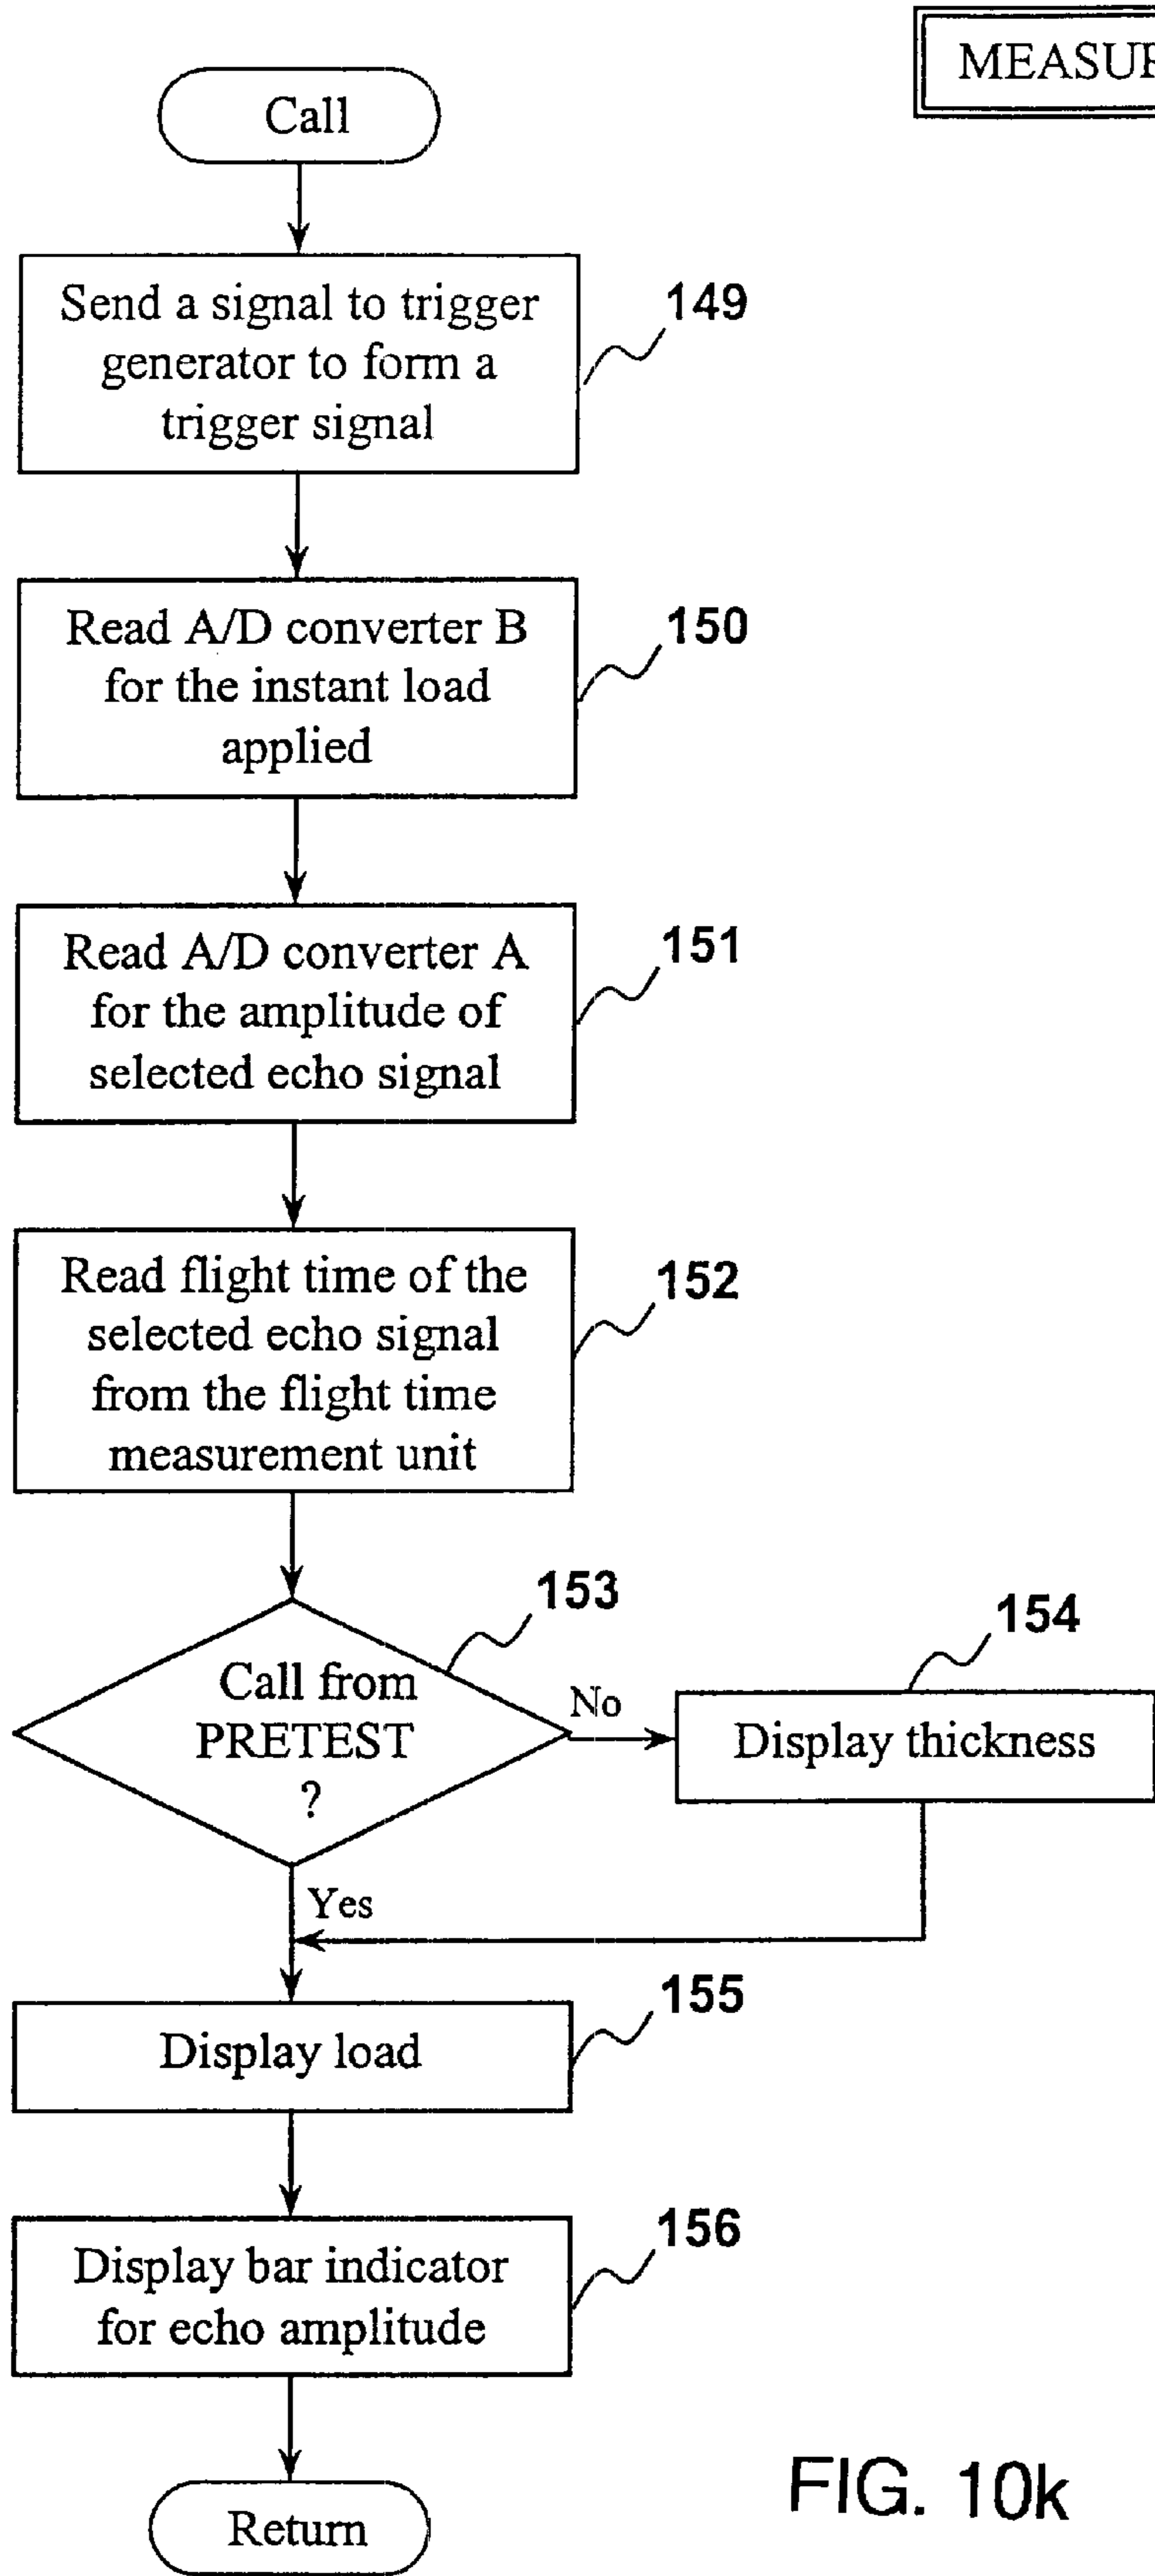 MEASUR
Call
Send a signal to trigger
generator to form a
trigger signal
149
Read A/D converter B
for the instant load
applied
150
Read A/D converter A
for the amplitude of
selected echo signal
151
Read flight time of the
selected echo signal
from the flight time
measurement unit
152
Call from
PRETEST
?
153
No
154
Display thickness
Yes
155
Display load
156
Display bar indicator
for echo amplitude
Return
FIG. 10k